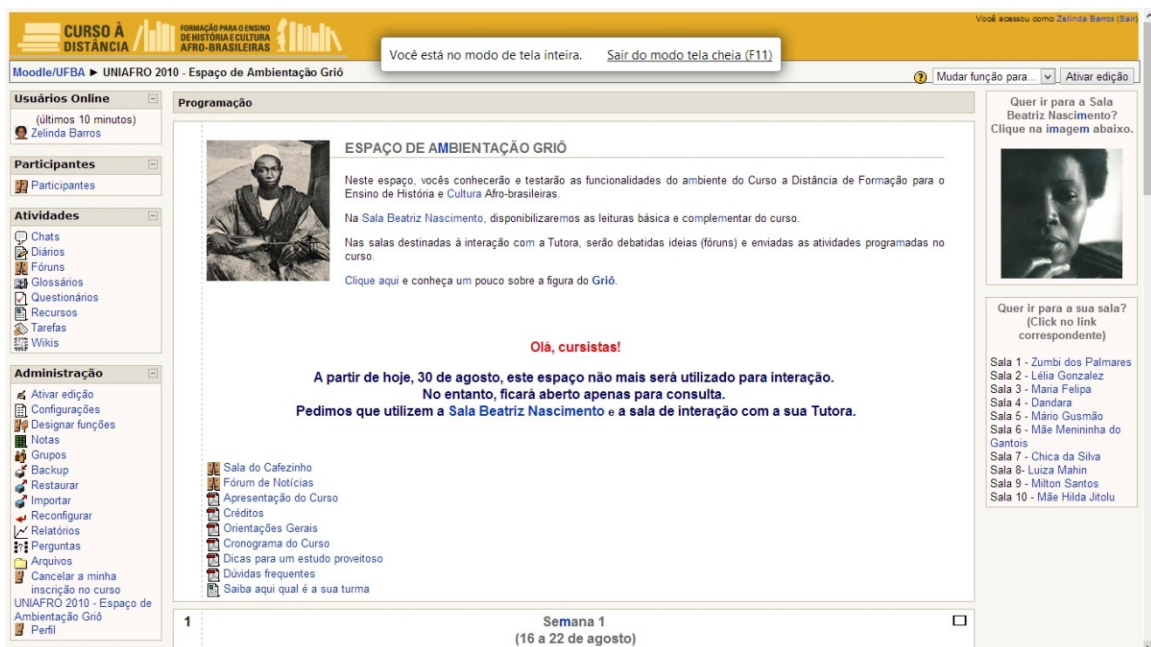 CURSO À
DISTÂNCIA
FORMAÇÃO PARA O ENSINO
DE HISTÓRIA E CULTURA
AFRO-BRASILEIRAS
Você acessou como Zelinda Barros (Sair)
Você está no modo de tela inteira. Sair do modo tela cheia (F11)
Moodle/UFBA ► UNIAFRO 2010 - Espaço de Ambientação Griô
Mudar função para... Ativar edição
Usuários Online
(últimos 10 minutos)
Zelinda Barros
Participantes
Participantes
Atividades
Chats
Diários
Fóruns
Glossários
Questionários
Recursos
Tarefas
Wikis
Administração
Ativar edição
Configurações
Designar funções
Notas
Grupos
Backup
Restaurar
Importar
Reconfigurar
Relatórios
Perguntas
Arquivos
Cancelar a minha
inscrição no curso
UNIAFRO 2010 - Espaço de
Ambientação Griô
Perfil
Programação
ESPAÇO DE AMBIENTAÇÃO GRIÔ
Neste espaço, vocês conhecerão e testarão as funcionalidades do ambiente do Curso a Distância de Formação para o
Ensino de História e Cultura Afro-brasileiras.
Na Sala Beatriz Nascimento, disponibilizaremos as leituras básica e complementar do curso.
Nas salas destinadas à interação com a Tutora, serão debatidas ideias (fóruns) e enviadas as atividades programadas no
curso.
Clique aqui e conheça um pouco sobre a figura do Griô.
Olá, cursistas!
A partir de hoje, 30 de agosto, este espaço não mais será utilizado para interação.
No entanto, ficará aberto apenas para consulta.
Pedimos que utilizem a Sala Beatriz Nascimento e a sala de interação com a sua Tutora.
Sala do Cafezinho
Fórum de Notícias
Apresentação do Curso
Créditos
Orientações Gerais
Cronograma do Curso
Dicas para um estudo proveitoso
Dúvidas frequentes
Saiba aqui qual é a sua turma
1
Semana 1
(16 a 22 de agosto)
Quer ir para a Sala
Beatriz Nascimento?
Clique na imagem abaixo.
Quer ir para a sua sala?
(Click no link
correspondente)
Sala 1 - Zumbi dos Palmares
Sala 2 - Lélia Gonzalez
Sala 3 - Maria Felipa
Sala 4 - Dandara
Sala 5 - Mário Gusmão
Sala 6 - Mãe Menininha do
Gantois
Sala 7 - Chica da Silva
Sala 8- Luiza Mahin
Sala 9 - Milton Santos
Sala 10 - Mãe Hilda Jitolu